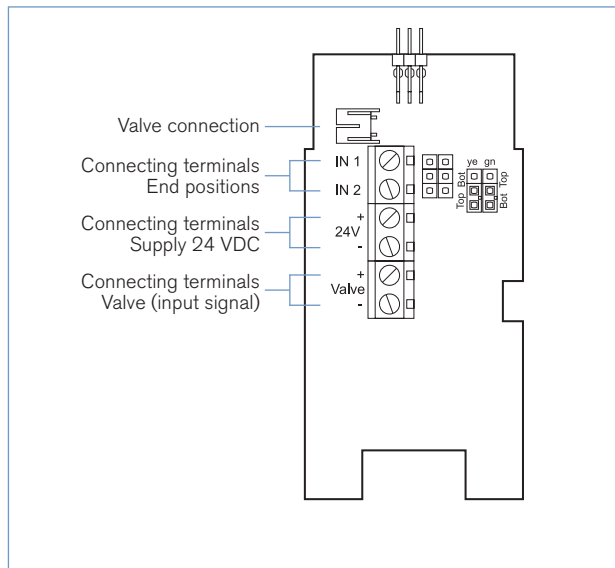 Valve connection
Connecting terminals
End positions
IN 1
IN 2
Connecting terminals
Supply 24 VDC
+
24V
-
Connecting terminals
Valve (input signal)
+
Valve
-
ye gn
Bot Top
Top Bot